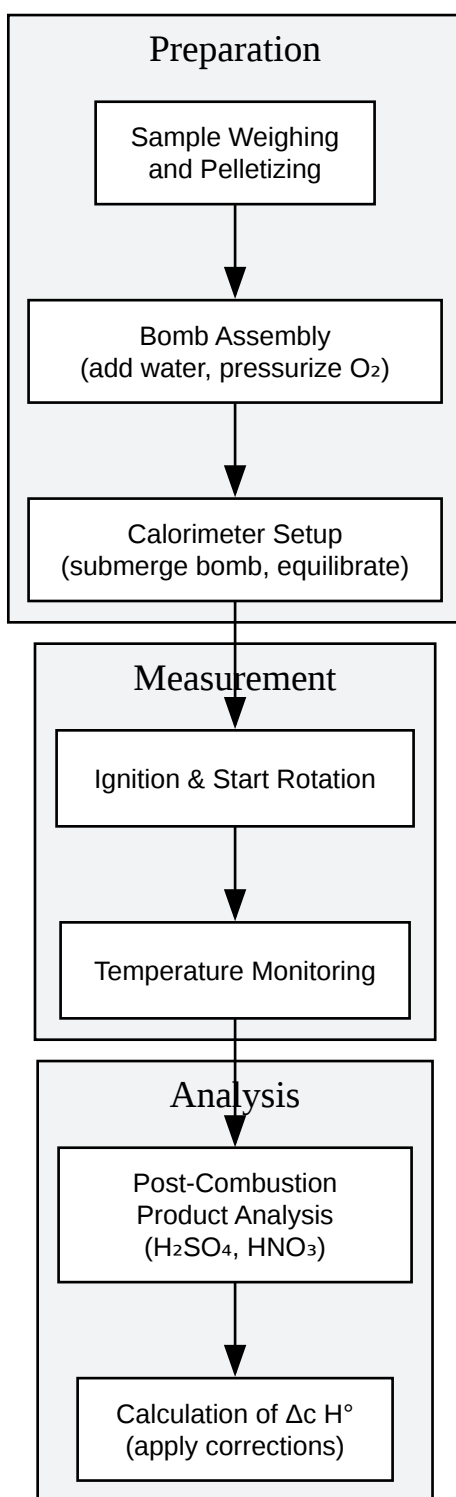 Preparation
Sample Weighing
and Pelletizing
Bomb Assembly
(add water, pressurize O₂)
Calorimeter Setup
(submerge bomb, equilibrate)
Measurement
Ignition & Start Rotation
Temperature Monitoring
Analysis
Post-Combustion
Product Analysis
(H₂SO₄, HNO₃)
Calculation of Δc H°
(apply corrections)